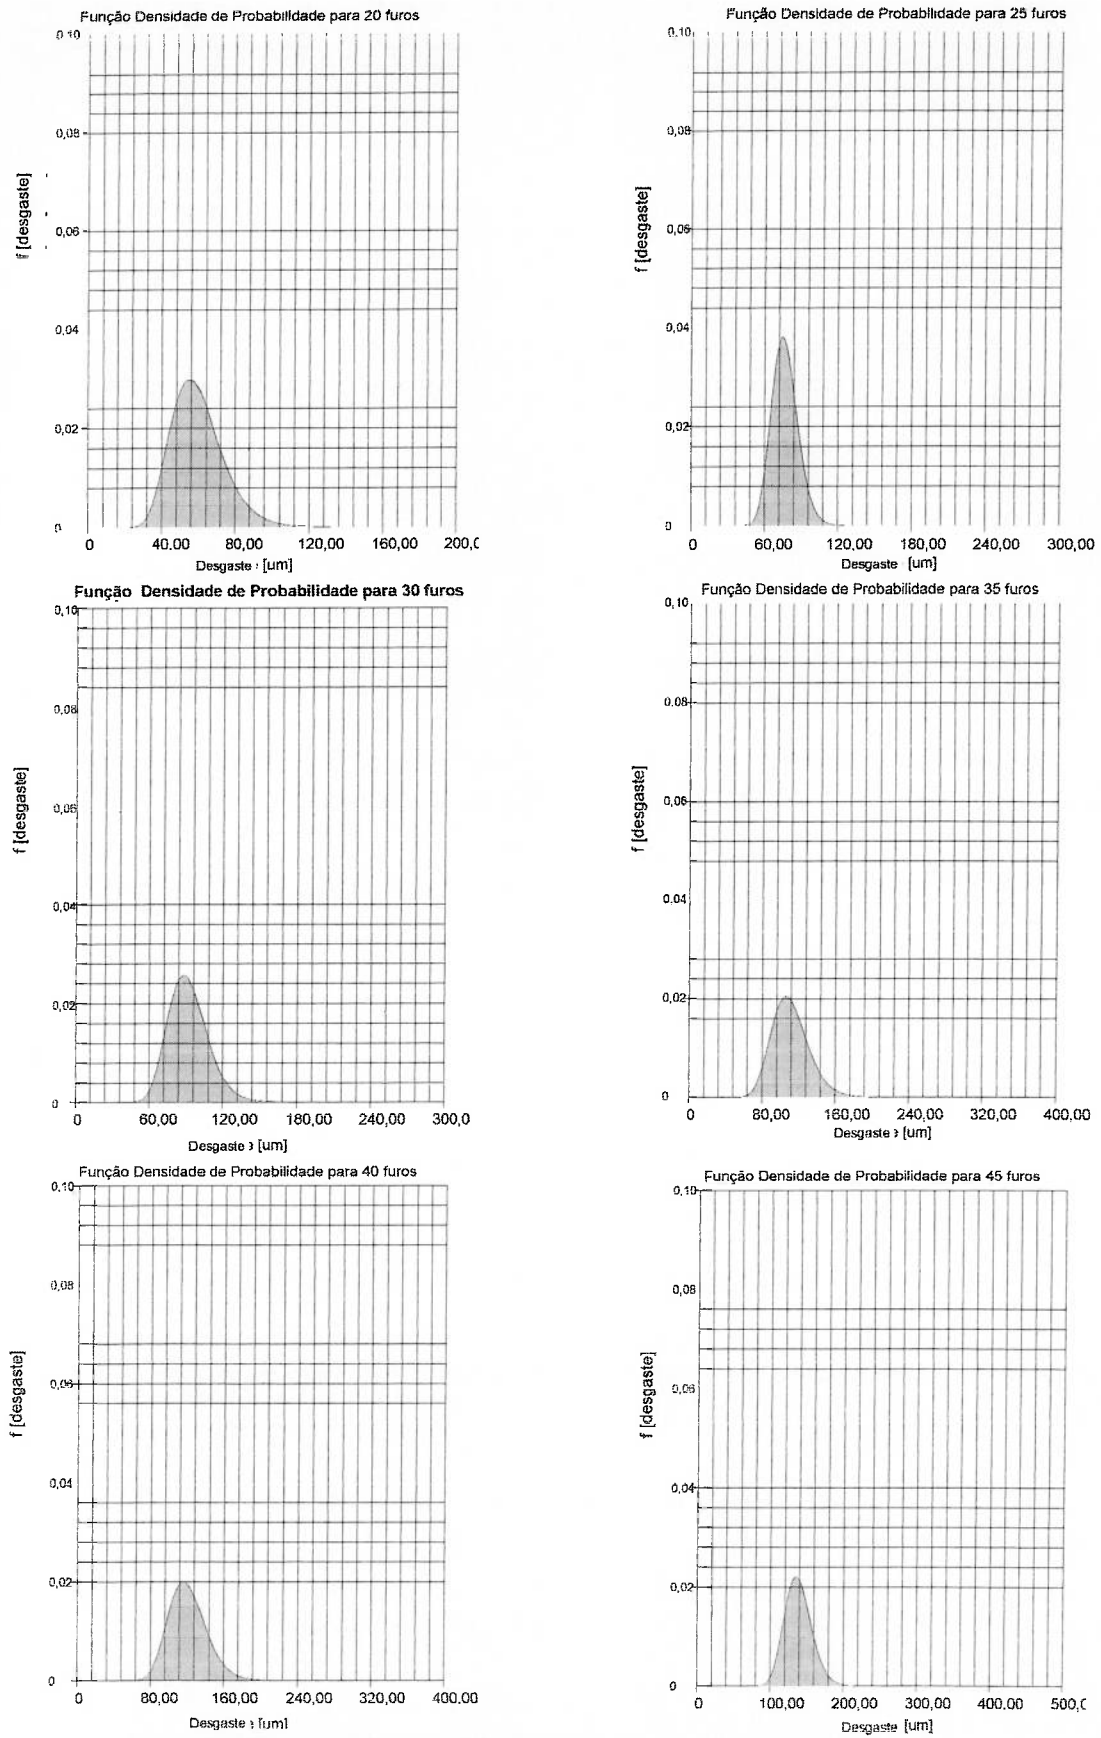 Função Densidade de Probabilidade para 20 furos
0,10
0,08
0,06
0,04
0,02
0
f [desgaste]
0 40,00 80,00 120,00 160,00 200,0
Desgaste [um]
Função Densidade de Probabilidade para 25 furos
0,10
0,08
0,06
0,04
0,02
0
f [desgaste]
0 60,00 120,00 180,00 240,00 300,00
Desgaste [um]
Função Densidade de Probabilidade para 30 furos
0,10
0,08
0,06
0,04
0,02
0
f [desgaste]
0 60,00 120,00 180,00 240,00 300,0
Desgaste [um]
Função Densidade de Probabilidade para 35 furos
0,10
0,08
0,06
0.04
0,02
0
f [desgaste]
0 80,00 160,00 240,00 320,00 400,00
Desgaste [um]
Função Densidade de Probabilidade para 40 furos
0,10
0,08
0,06
0,04
0,02
0
f [desgaste]
0 80,00 160,00 240,00 320,00 400,00
Desgaste [um]
Função Densidade de Probabilidade para 45 furos
0,10
0,08
0,06
0,04
0,02
0
f [desgaste]
0 100,00 200,00 300,00 400,00 500,0
Desgaste [um]